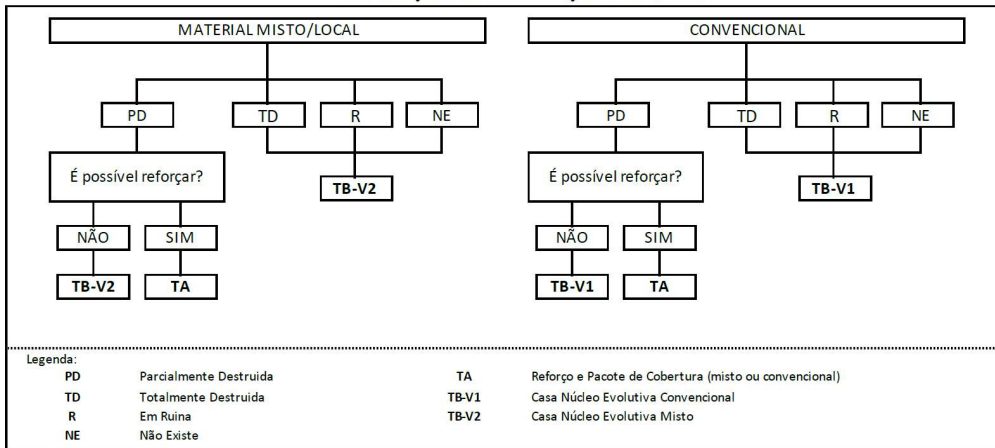 MATERIAL MISTO/LOCAL
PD
TD
R
NE
É possível reforçar?
TB-V2
NÃO
SIM
TB-V2
TA
CONVENCIONAL
PD
TD
R
NE
É possível reforçar?
TB-V1
NÃO
SIM
TB-V1
TA
Legenda:
PD Parcialmente Destruida
TD Totalmente Destruida
R Em Ruina
NE Não Existe
TA Reforço e Pacote de Cobertura (misto ou convencional)
TB-V1 Casa Núcleo Evolutiva Convencional
TB-V2 Casa Núcleo Evolutiva Misto